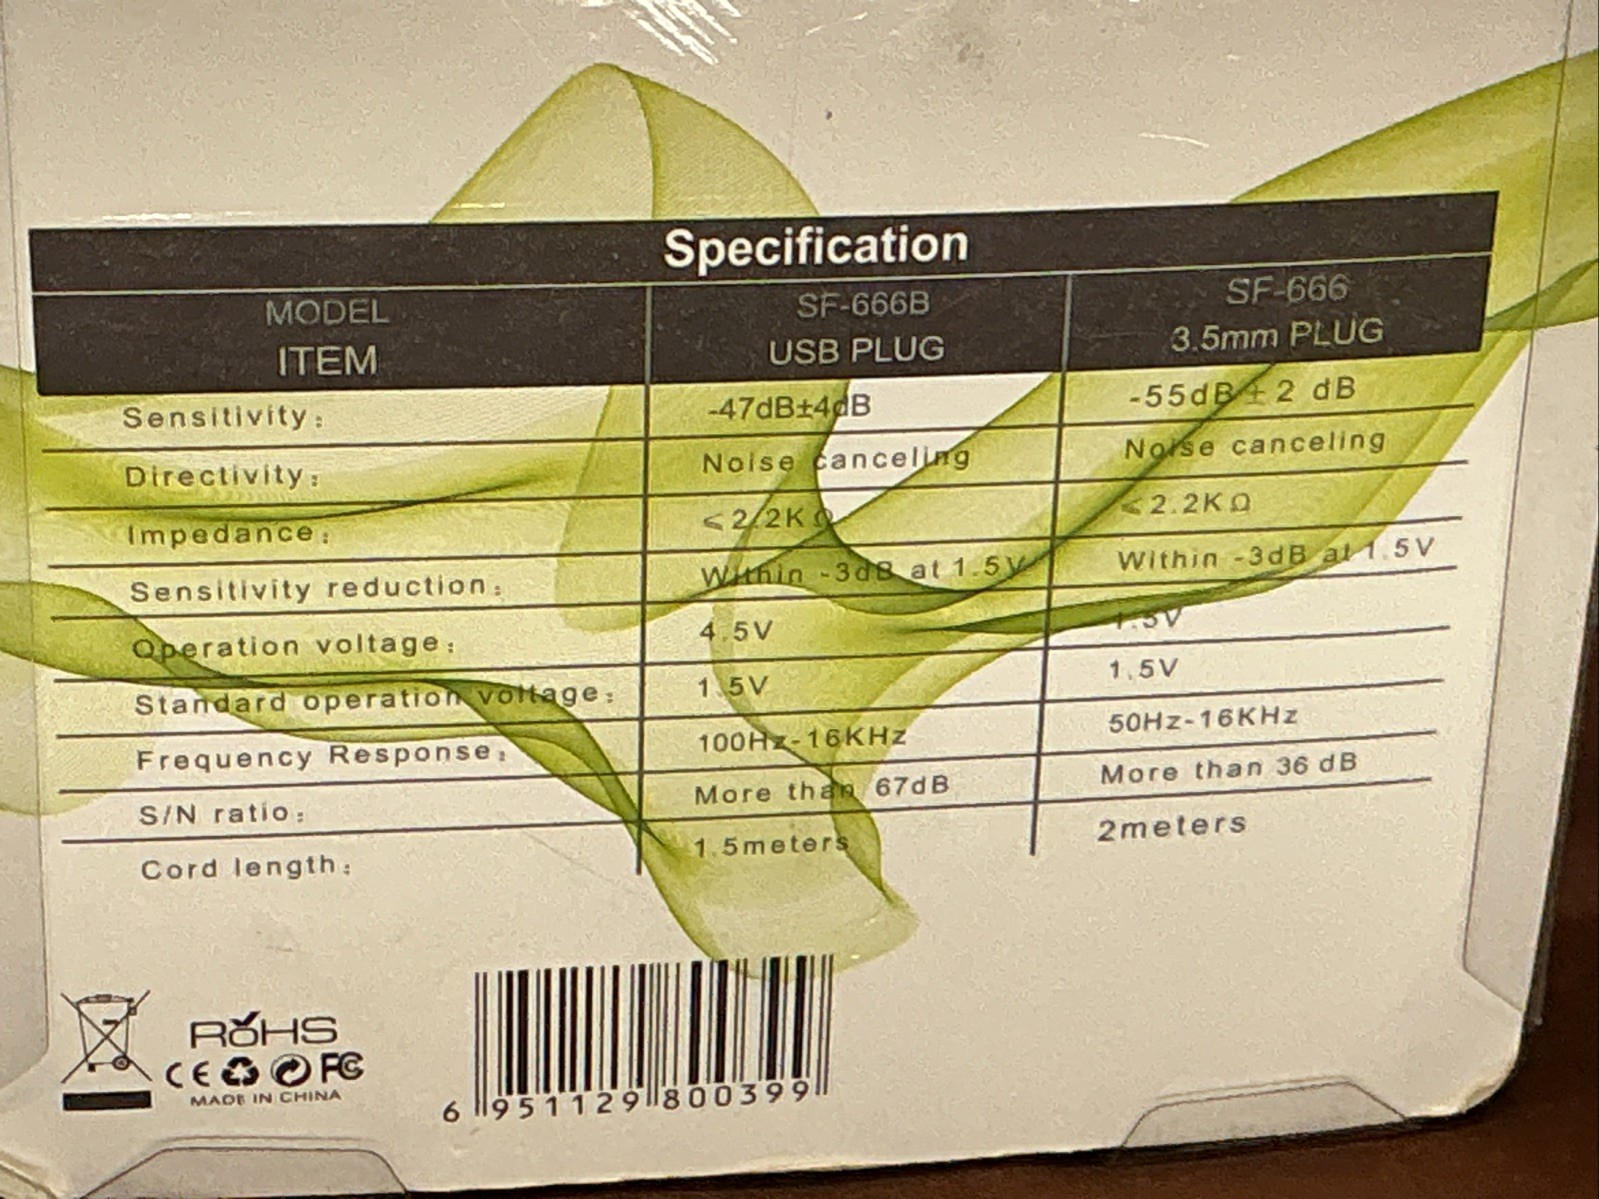 Specification
MODEL SF-666B SF-666
ITEM USB PLUG 3.5mm PLUG
Sensitivity: -47dB±4dB -55dB±2 dB
Directivity: Noise canceling Noise canceling
Impedance: ≤2.2KΩ ≤2.2KΩ
Sensitivity reduction: Within -3dB at 1.5V Within -3dB at 1.5V
Operation voltage: 4.5V 1.5V
Standard operation voltage: 1.5V 1.5V
Frequency Response: 100Hz-16KHz 50Hz-16KHz
S/N ratio: More than 67dB More than 36 dB
Cord length: 1.5meters 2meters
RoHS
CE FC
MADE IN CHINA
6 951129 800399